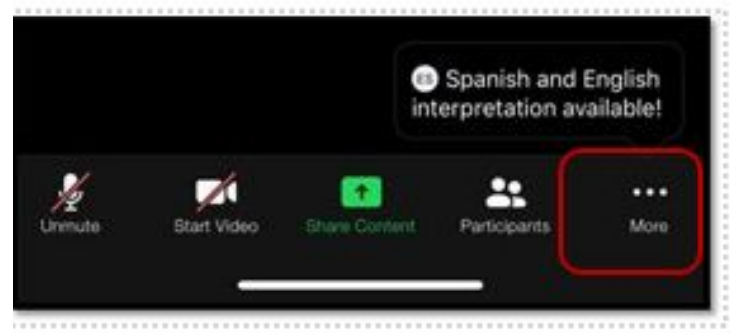 ES Spanish and English
interpretation available!
Unmute
Start Video
Share Content
Participants
More